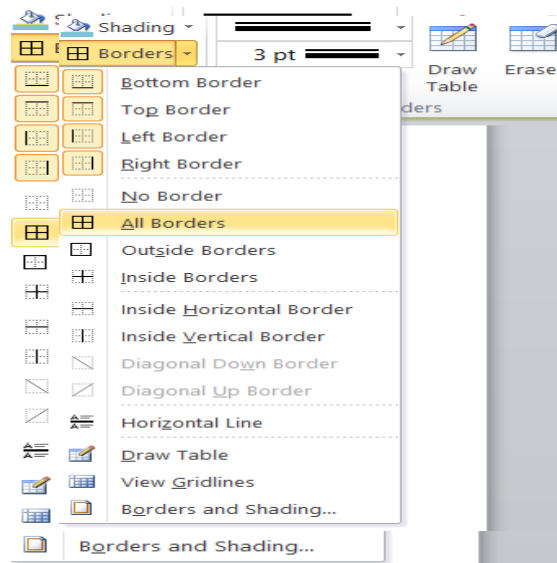 Shading
Borders
3 pt
Draw
Table
Erase
ders
Bottom Border
Top Border
Left Border
Right Border
No Border
All Borders
Outside Borders
Inside Borders
Inside Horizontal Border
Inside Vertical Border
Diagonal Down Border
Diagonal Up Border
Horizontal Line
Draw Table
View Gridlines
Borders and Shading...
Borders and Shading...